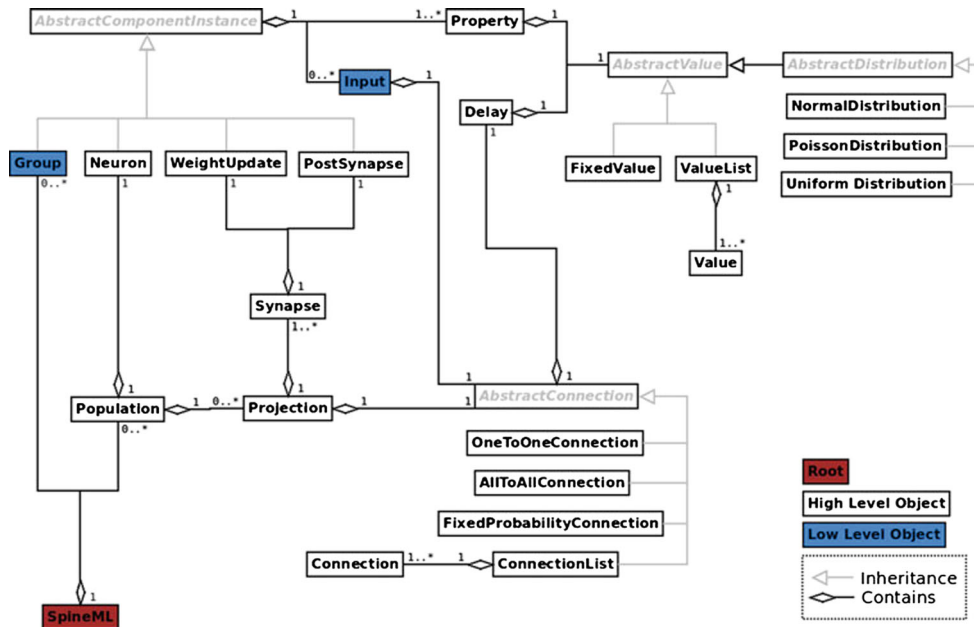 AbstractComponentInstance 1 1..* Property 1
0..* Input 1
1 AbstractValue AbstractDistribution
Delay 1
1
NormalDistribution
PoissonDistribution
Uniform Distribution
Group Neuron WeightUpdate PostSynapse
0..* 1 1 1
FixedValue ValueList
1
1..*
Value
1
Synapse
1..*
1 1 1 1
Population 1 0..* Projection 1 1 AbstractConnection
0..*
OneToOneConnection
AllToAllConnection
FixedProbabilityConnection
Connection 1..* 1 ConnectionList
1
SpineML
Root
High Level Object
Low Level Object
Inheritance
Contains